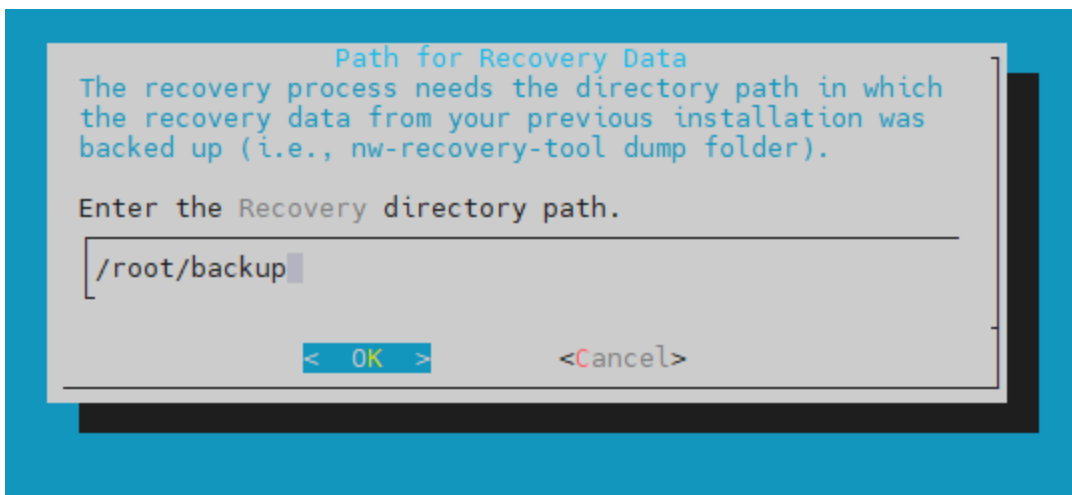 Path for Recovery Data
The recovery process needs the directory path in which
the recovery data from your previous installation was
backed up (i.e., nw-recovery-tool dump folder).
Enter the Recovery directory path.
/root/backup
< OK > <Cancel>